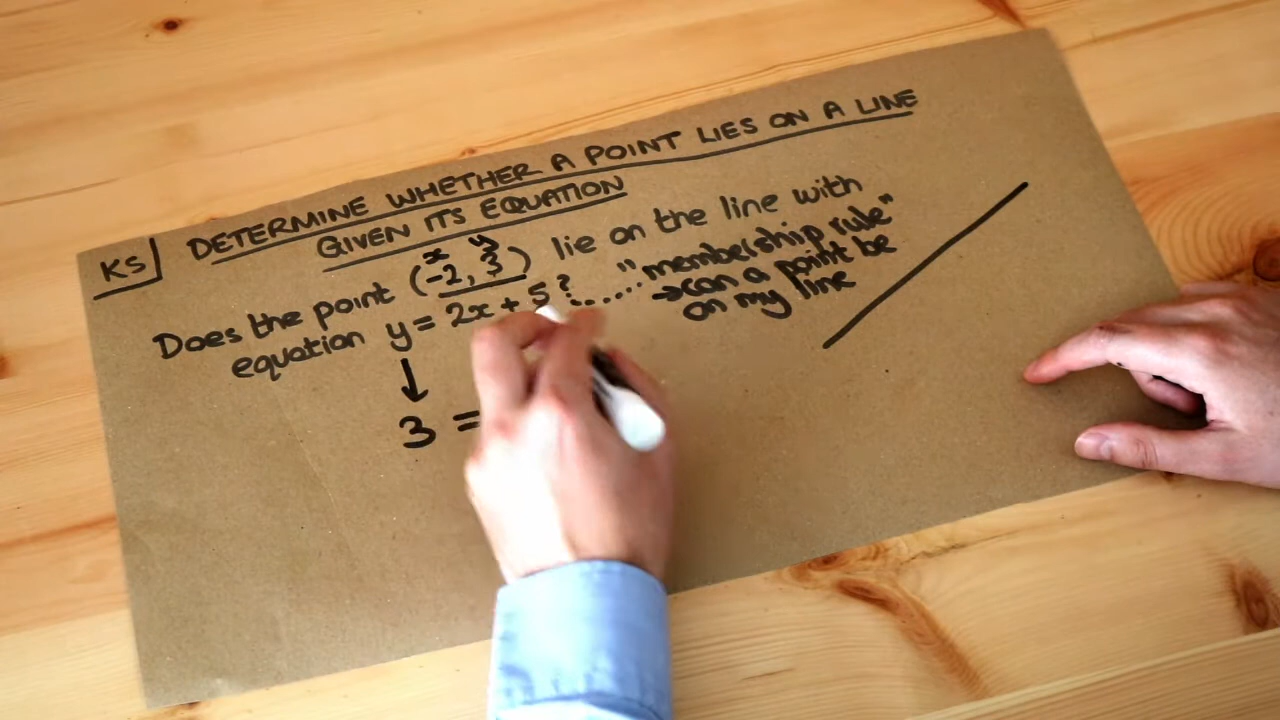 KS
DETERMINE WHETHER A POINT LIES ON A LINE
GIVEN ITS EQUATION
x y
Does the point (-2, 3) lie on the line with
equation y = 2x + 5?
"membership rule"
→ can a point be
on my line
↓
3 =